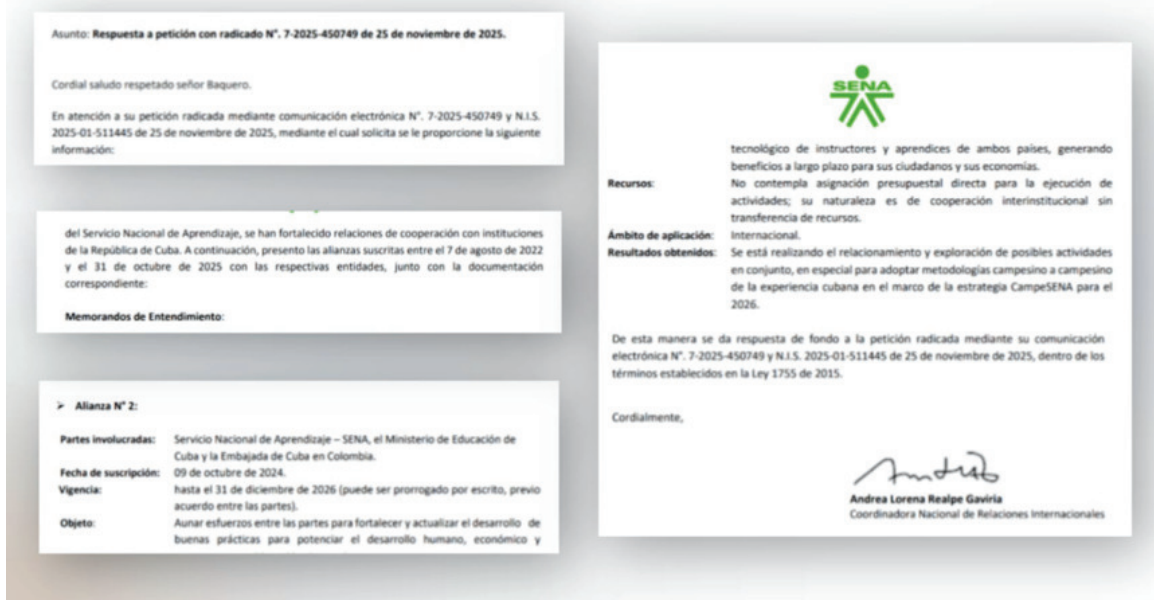 Asunto: Respuesta a petición con radicado N°. 7-2025-450749 de 25 de noviembre de 2025.
Cordial saludo respetado señor Baquero.
En atención a su petición radicada mediante comunicación electrónica N°. 7-2025-450749 y N.I.S.
2025-01-511445 de 25 de noviembre de 2025, mediante el cual solicita se le proporcione la siguiente
información:
del Servicio Nacional de Aprendizaje, se han fortalecido relaciones de cooperación con instituciones
de la República de Cuba. A continuación, presento las alianzas suscritas entre el 7 de agosto de 2022
y el 31 de octubre de 2025 con las respectivas entidades, junto con la documentación
correspondiente:
Memorandos de Entendimiento:
➢ Alianza N° 2:
Partes involucradas: Servicio Nacional de Aprendizaje – SENA, el Ministerio de Educación de
Cuba y la Embajada de Cuba en Colombia.
Fecha de suscripción: 09 de octubre de 2024.
Vigencia: hasta el 31 de diciembre de 2026 (puede ser prorrogado por escrito, previo
acuerdo entre las partes).
Objeto: Aunar esfuerzos entre las partes para fortalecer y actualizar el desarrollo de
buenas prácticas para potenciar el desarrollo humano, económico y
SENA
tecnológico de instructores y aprendices de ambos países, generando
beneficios a largo plazo para sus ciudadanos y sus economías.
Recursos: No contempla asignación presupuestal directa para la ejecución de
actividades; su naturaleza es de cooperación interinstitucional sin
transferencia de recursos.
Ámbito de aplicación: Internacional.
Resultados obtenidos: Se está realizando el relacionamiento y exploración de posibles actividades
en conjunto, en especial para adoptar metodologías campesino a campesino
de la experiencia cubana en el marco de la estrategia CampeSENA para el
2026.
De esta manera se da respuesta de fondo a la petición radicada mediante su comunicación
electrónica N°. 7-2025-450749 y N.I.S. 2025-01-511445 de 25 de noviembre de 2025, dentro de los
términos establecidos en la Ley 1755 de 2015.
Cordialmente,
Andrea Lorena Realpe Gaviria
Coordinadora Nacional de Relaciones Internacionales